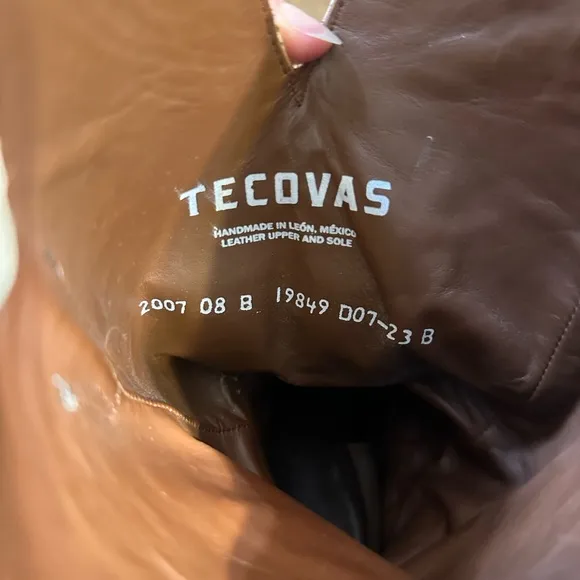 TECOVAS
HANDMADE IN LEÓN, MÉXICO
LEATHER UPPER AND SOLE
2007 08 B 19849 D07-23 B